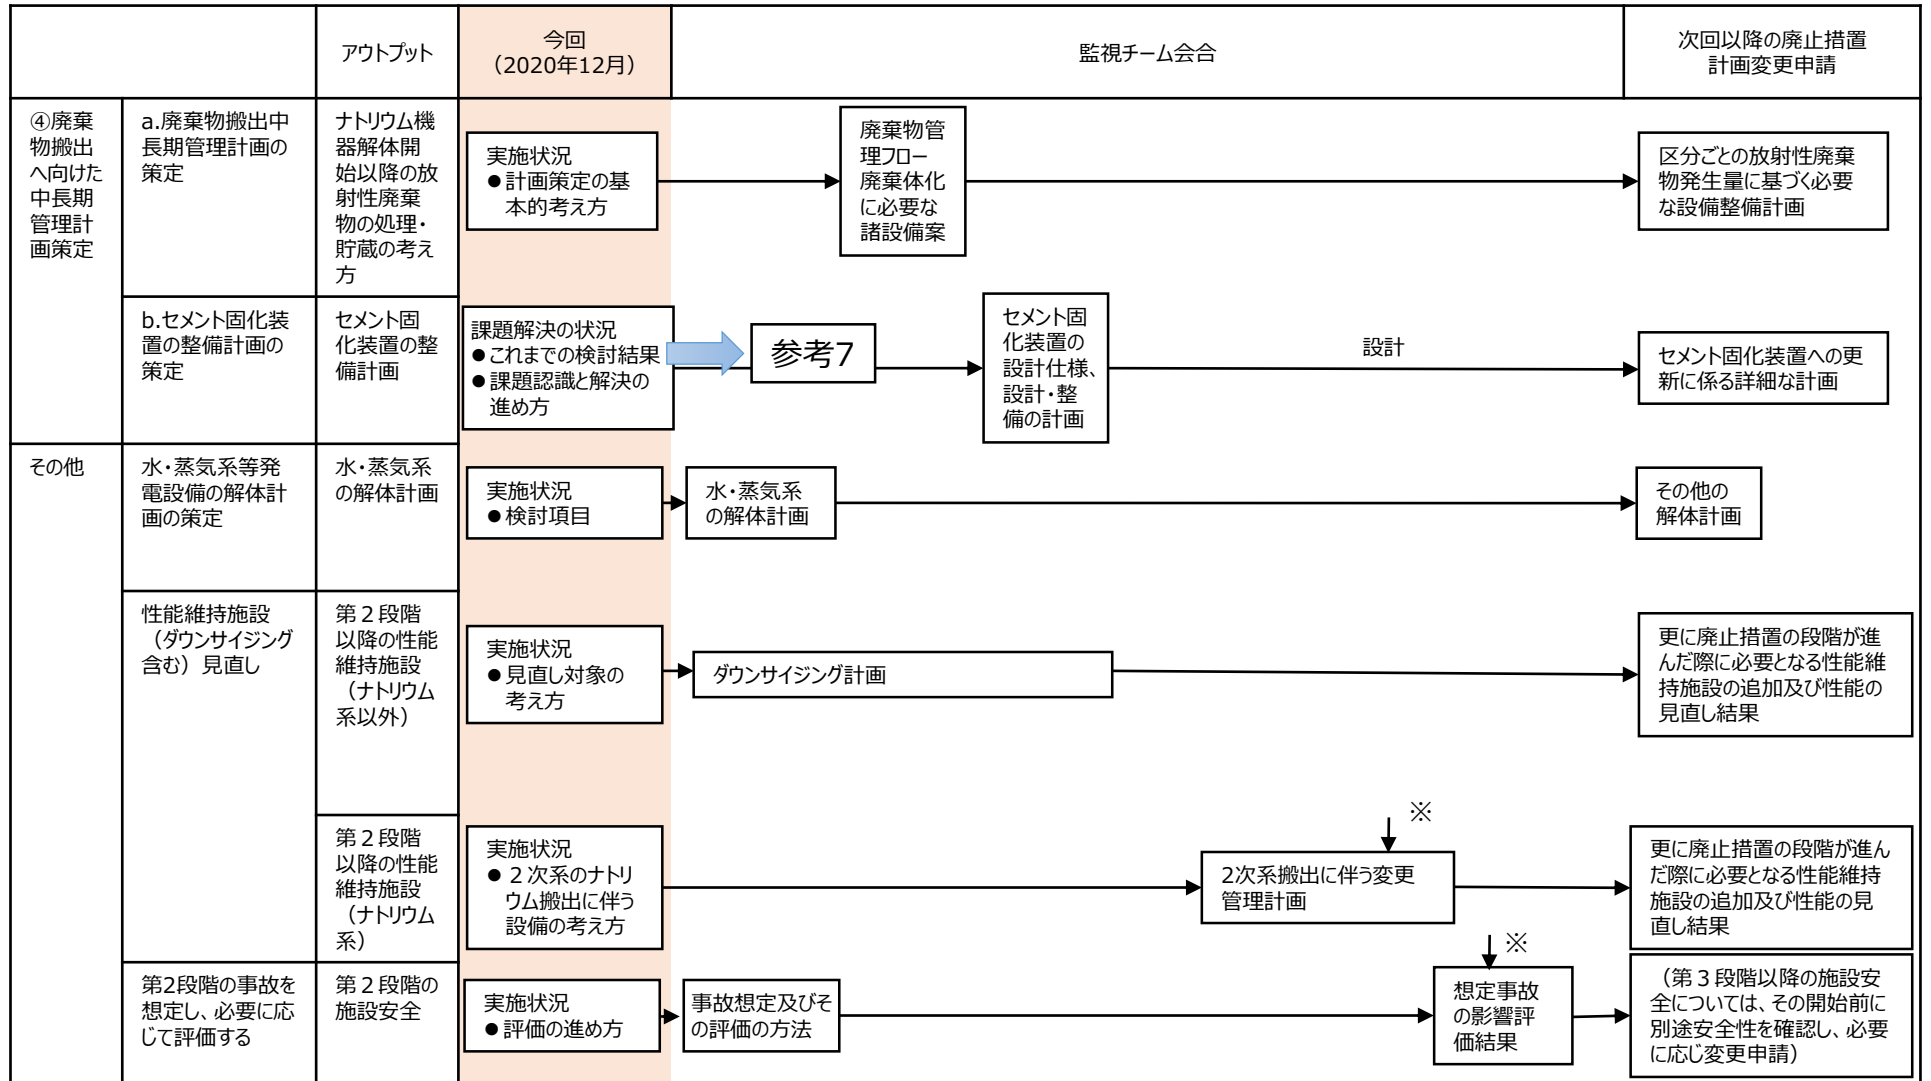 アウトプット
今回
（2020年12月）
監視チーム会合
次回以降の廃止措置
計画変更申請
④廃棄
物搬出
へ向けた
中長期
管理計
画策定
a.廃棄物搬出中
長期管理計画の
策定
ナトリウム機
器解体開
始以降の放
射性廃棄
物の処理・
貯蔵の考え
方
実施状況
●計画策定の基
本的考え方
廃棄物管
理フロー
廃棄体化
に必要な
諸設備案
区分ごとの放射性廃棄
物発生量に基づく必要
な設備整備計画
b.セメント固化装
置の整備計画の
策定
セメント固
化装置の整
備計画
課題解決の状況
●これまでの検討結果
●課題認識と解決の
進め方
参考7
セメント固
化装置の
設計仕様、
設計・整
備の計画
設計
セメント固化装置への更
新に係る詳細な計画
その他
水・蒸気系等発
電設備の解体計
画の策定
水・蒸気系
の解体計画
実施状況
●検討項目
水・蒸気系
の解体計画
その他の
解体計画
性能維持施設
（ダウンサイジング
含む）見直し
第２段階
以降の性能
維持施設
（ナトリウム
系以外）
実施状況
●見直し対象の
考え方
ダウンサイジング計画
更に廃止措置の段階が進
んだ際に必要となる性能維
持施設の追加及び性能の
見直し結果
第２段階
以降の性能
維持施設
（ナトリウム
系）
実施状況
●２次系のナトリ
ウム搬出に伴う
設備の考え方
※
2次系搬出に伴う変更
管理計画
更に廃止措置の段階が進ん
だ際に必要となる性能維持
施設の追加及び性能の見
直し結果
第2段階の事故を
想定し、必要に応
じて評価する
第２段階の
施設安全
実施状況
●評価の進め方
事故想定及びそ
の評価の方法
※
想定事故
の影響評
価結果
（第３段階以降の施設安
全については、その開始前に
別途安全性を確認し、必要
に応じ変更申請）